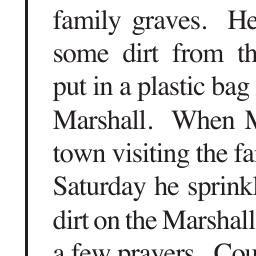 family graves. He
some dirt from th
put in a plastic bag
Marshall. When
town visiting the fa
Saturday he sprinkl
dirt on the Marshall
a few prayers. Cou